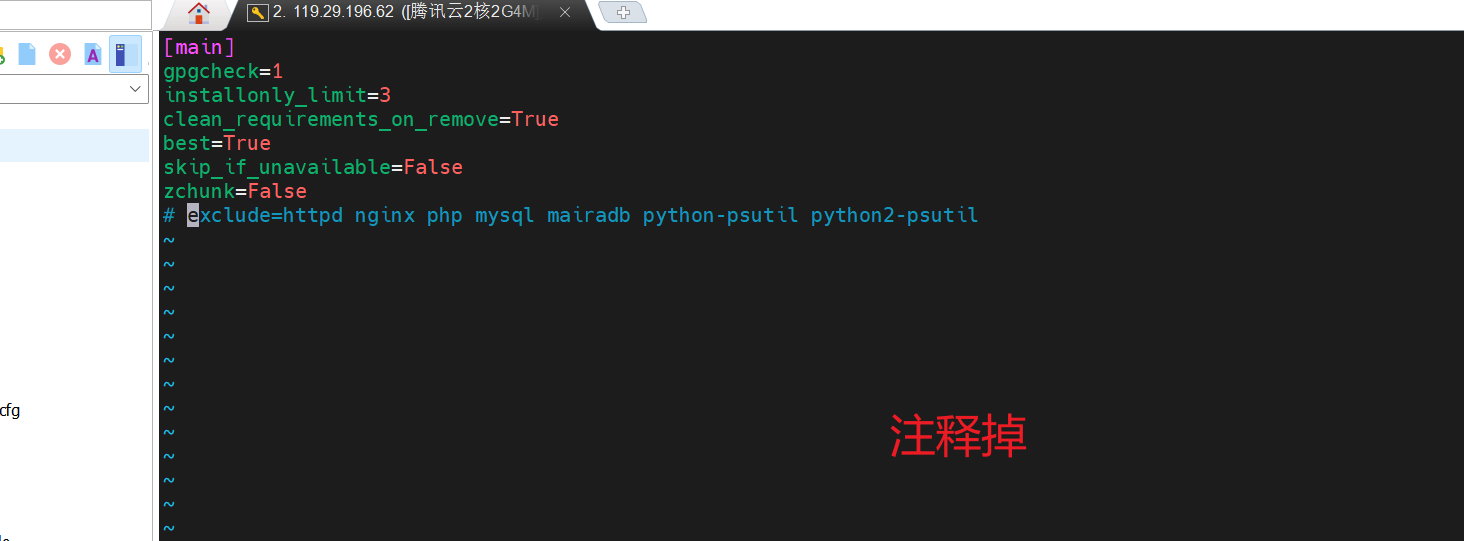 2. 119.29.196.62 ([腾讯云2核2G4M]
[main]
gpgcheck=1
installonly_limit=3
clean_requirements_on_remove=True
best=True
skip_if_unavailable=False
zchunk=False
# exclude=httpd nginx php mysql mairadb python-psutil python2-psutil
~
~
~
~
~
~
~
cfg
~
~
注释掉
~
~
~
~